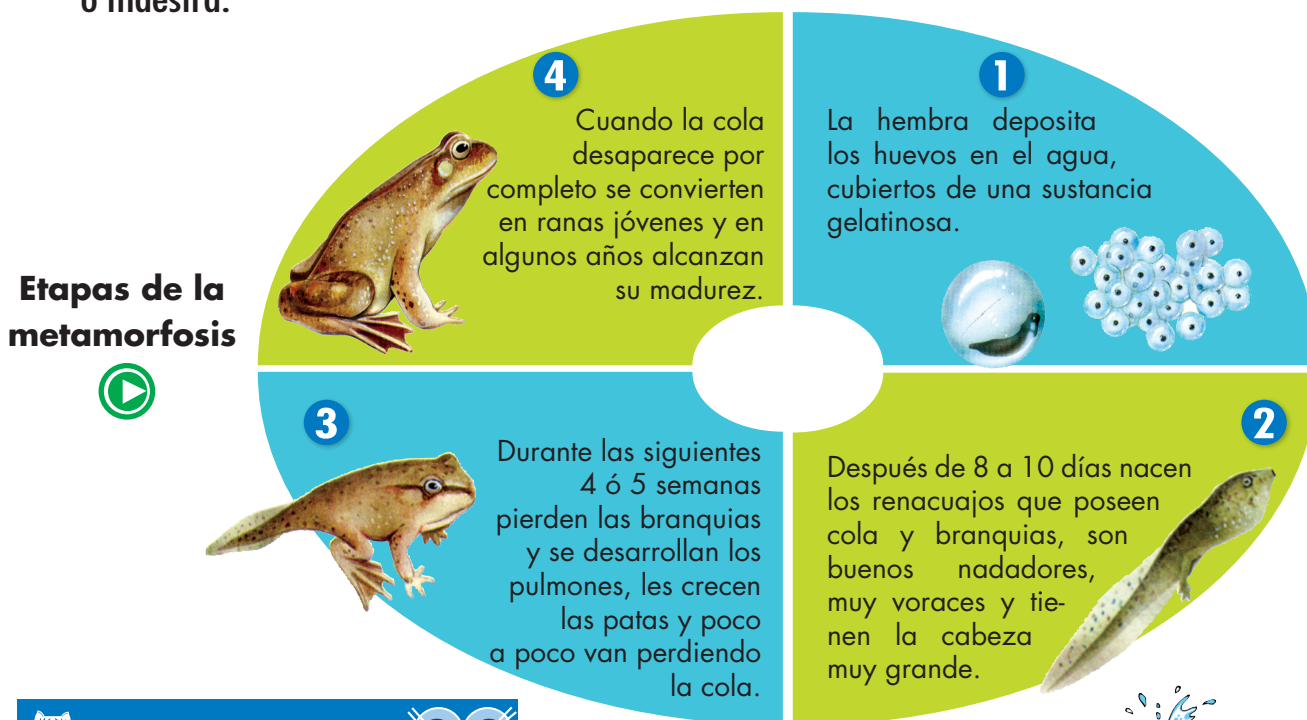 o maestra.
Etapas de la
metamorfosis
1
La hembra deposita
los huevos en el agua,
cubiertos de una sustancia
gelatinosa.
2
Después de 8 a 10 días nacen
los renacuajos que poseen
cola y branquias, son
buenos nadadores,
muy voraces y tie-
nen la cabeza
muy grande.
3
Durante las siguientes
4 ó 5 semanas
pierden las branquias
y se desarrollan los
pulmones, les crecen
las patas y poco
a poco van perdiendo
la cola.
4
Cuando la cola
desaparece por
completo se convierten
en ranas jóvenes y en
algunos años alcanzan
su madurez.